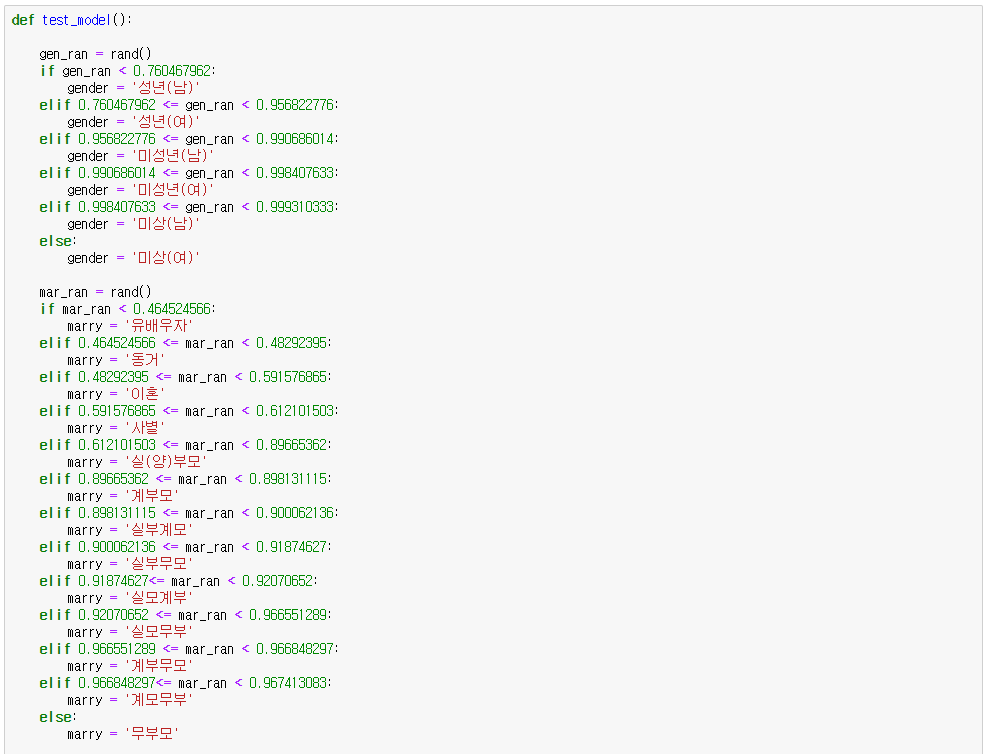 def test_model():
    gen_ran = rand()
    if gen_ran < 0.760467962:
        gender = '성년(남)'
    elif 0.760467962 <= gen_ran < 0.956822776:
        gender = '성년(여)'
    elif 0.956822776 <= gen_ran < 0.990686014:
        gender = '미성년(남)'
    elif 0.990686014 <= gen_ran < 0.998407633:
        gender = '미성년(여)'
    elif 0.998407633 <= gen_ran < 0.999310333:
        gender = '미상(남)'
    else:
        gender = '미상(여)'
    mar_ran = rand()
    if mar_ran < 0.464524566:
        marry = '유배우자'
    elif 0.464524566 <= mar_ran < 0.48292395:
        marry = '동거'
    elif 0.48292395 <= mar_ran < 0.591576865:
        marry = '이혼'
    elif 0.591576865 <= mar_ran < 0.612101503:
        marry = '사별'
    elif 0.612101503 <= mar_ran < 0.89665362:
        marry = '실(양)부모'
    elif 0.89665362 <= mar_ran < 0.898131115:
        marry = '계부모'
    elif 0.898131115 <= mar_ran < 0.900062136:
        marry = '실부계모'
    elif 0.900062136 <= mar_ran < 0.91874627:
        marry = '실부무모'
    elif 0.91874627<= mar_ran < 0.92070652:
        marry = '실모계부'
    elif 0.92070652 <= mar_ran < 0.966551289:
        marry = '실모무부'
    elif 0.966551289 <= mar_ran < 0.966848297:
        marry = '계부무모'
    elif 0.966848297<= mar_ran < 0.967413083:
        marry = '계모무부'
    else:
        marry = '무부모'